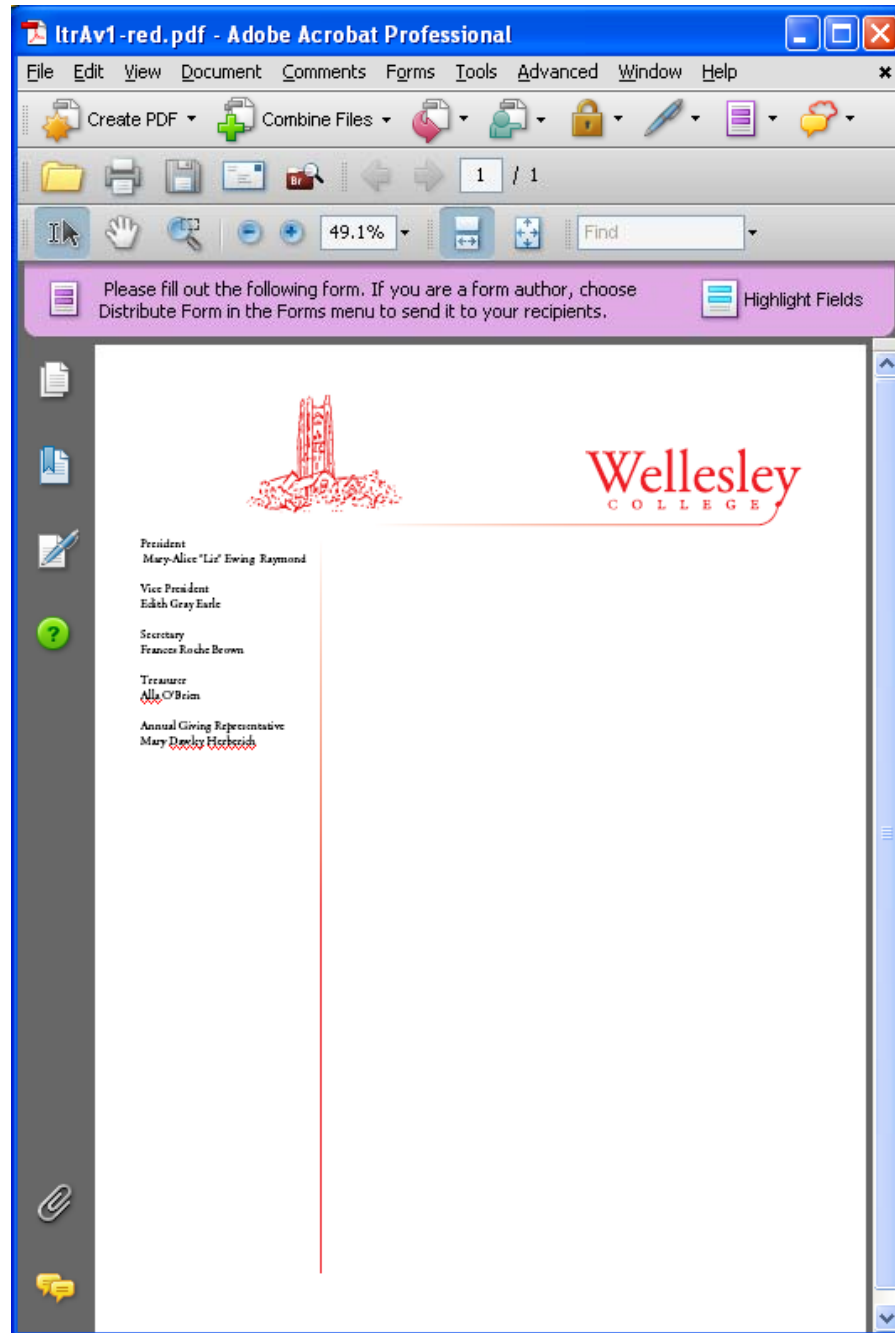 ltrAv1-red.pdf - Adobe Acrobat Professional
File Edit View Document Comments Forms Tools Advanced Window Help
Create PDF Combine Files
Br
1 / 1
49.1% Find
Please fill out the following form. If you are a form author, choose
Distribute Form in the Forms menu to send it to your recipients.
Highlight Fields
Wellesley
COLLEGE
President
Mary-Alice "Liz" Ewing Raymond
Vice President
Edith Gray Earle
Secretary
Frances Roche Brown
Treasurer
Alla O'Brien
Annual Giving Representative
Mary Dawley Herberich